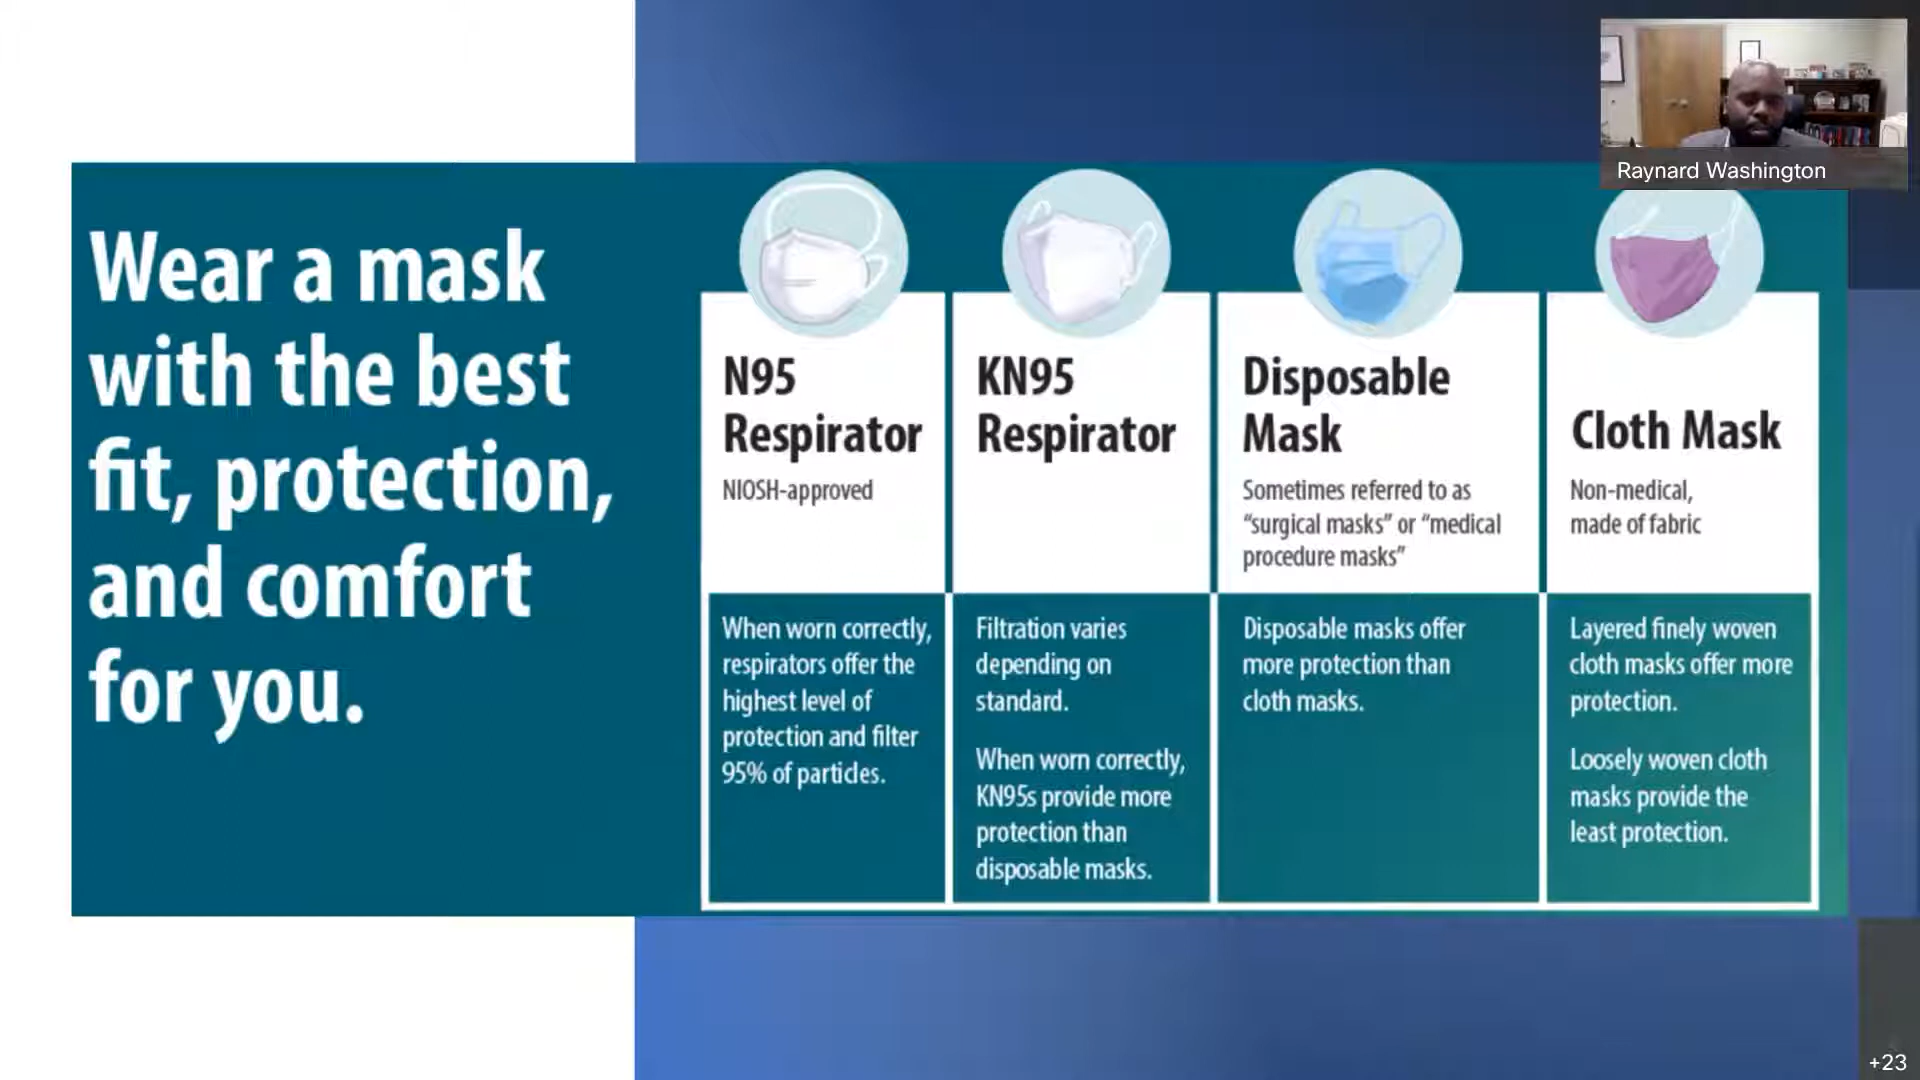 Raynard Washington
Wear a mask
with the best
fit, protection,
and comfort
for you.
N95
Respirator
NIOSH-approved
When worn correctly,
respirators offer the
highest level of
protection and filter
95% of particles.
KN95
Respirator
Filtration varies
depending on
standard.
When worn correctly,
KN95s provide more
protection than
disposable masks.
Disposable
Mask
Sometimes referred to as
“surgical masks” or “medical
procedure masks”
Disposable masks offer
more protection than
cloth masks.
Cloth Mask
Non-medical,
made of fabric
Layered finely woven
cloth masks offer more
protection.
Loosely woven cloth
masks provide the
least protection.
+23